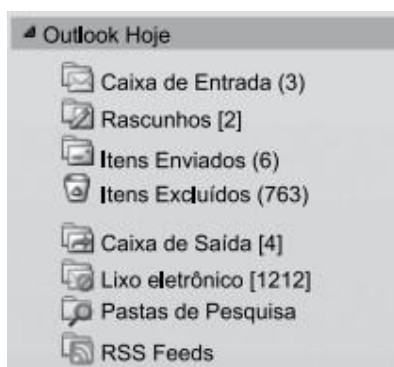 Outlook Hoje
Caixa de Entrada (3)
Rascunhos [2]
Itens Enviados (6)
Itens Excluídos (763)
Caixa de Saída [4]
Lixo eletrônico [1212]
Pastas de Pesquisa
RSS Feeds